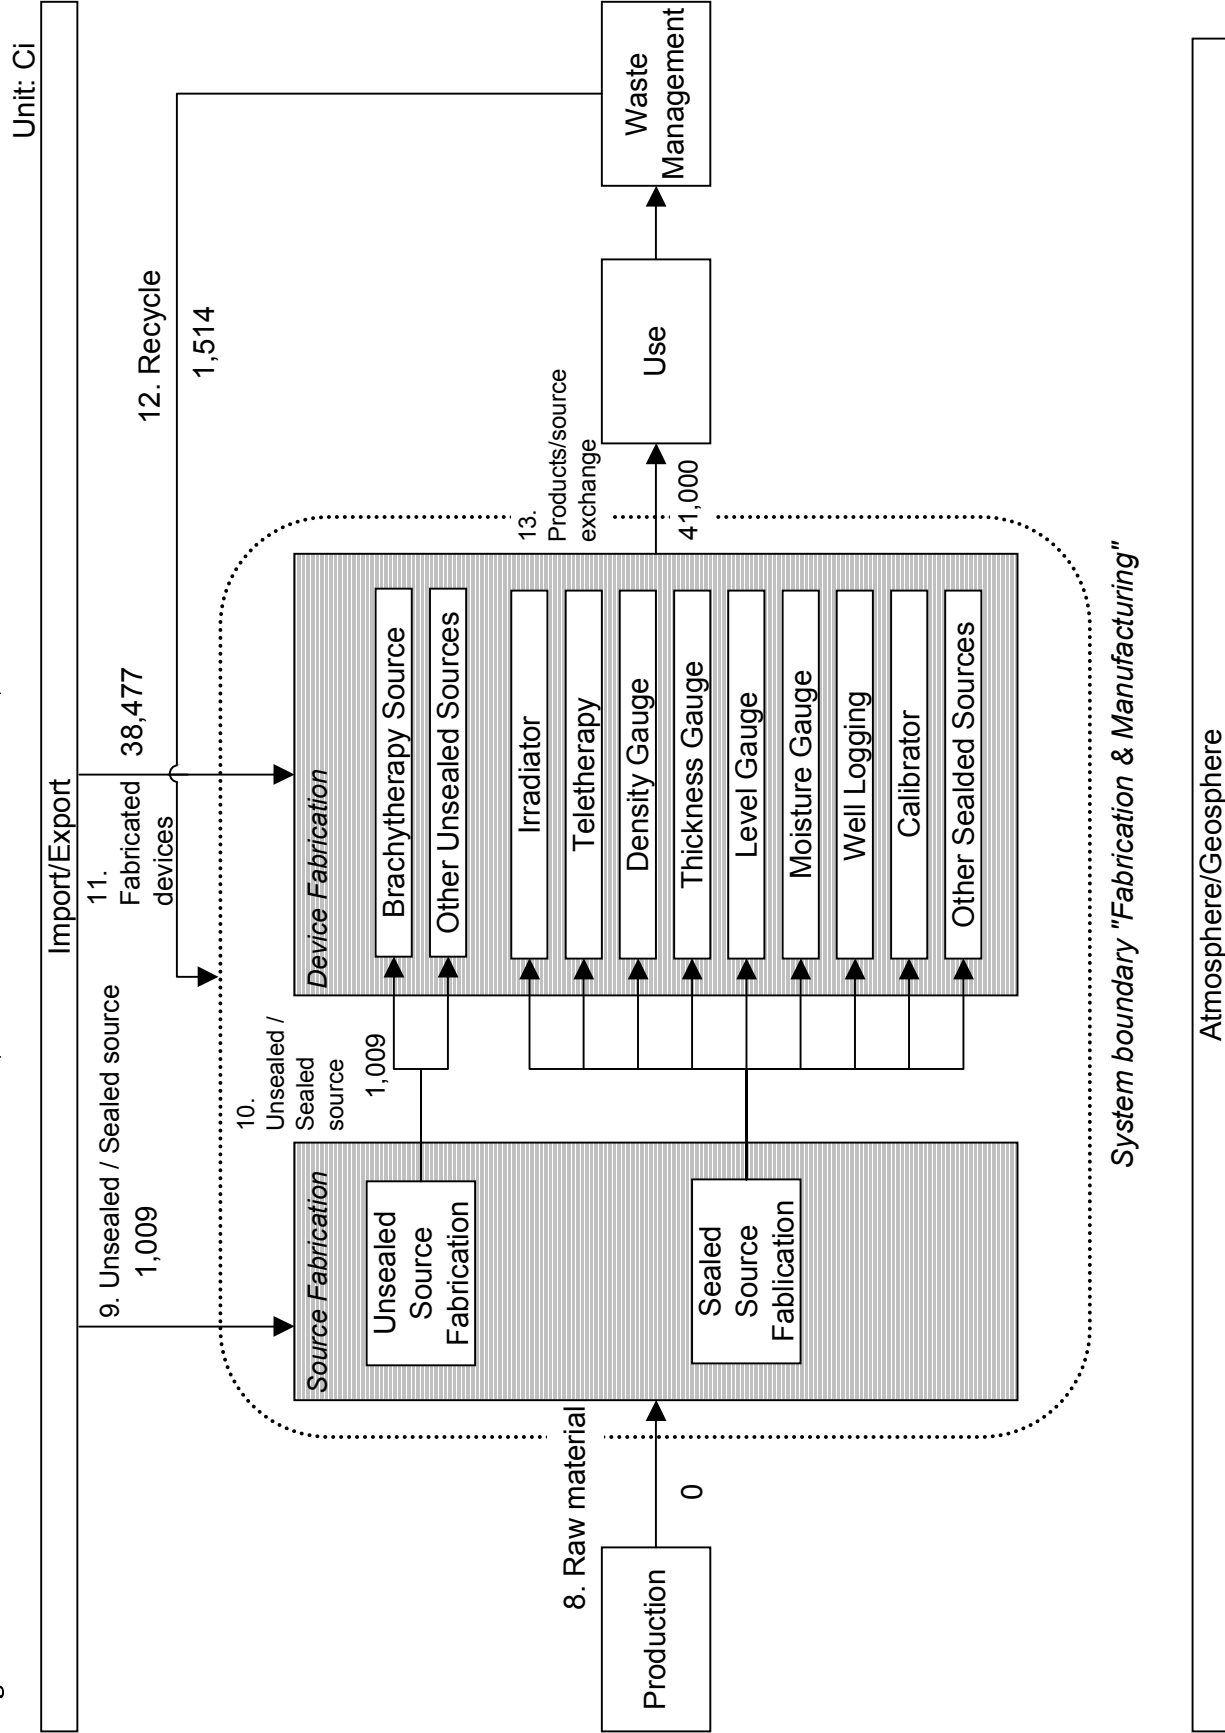 Unit: Ci
Import/Export
9. Unsealed / Sealed source
1,009
11.
Fabricated
devices
38,477
12. Recycle
1,514
10.
Unsealed /
Sealed
source
1,009
Source Fabrication
Unsealed
Source
Fabrication
Sealed
Source
Fablication
Device Fabrication
Brachytherapy Source
Other Unsealed Sources
Irradiator
Teletherapy
Density Gauge
Thickness Gauge
Level Gauge
Moisture Gauge
Well Logging
Calibrator
Other Sealded Sources
8. Raw material
0
Production
13.
Products/source
exchange
41,000
Use
Waste
Management
System boundary "Fabrication & Manufacturing"
Atmosphere/Geosphere